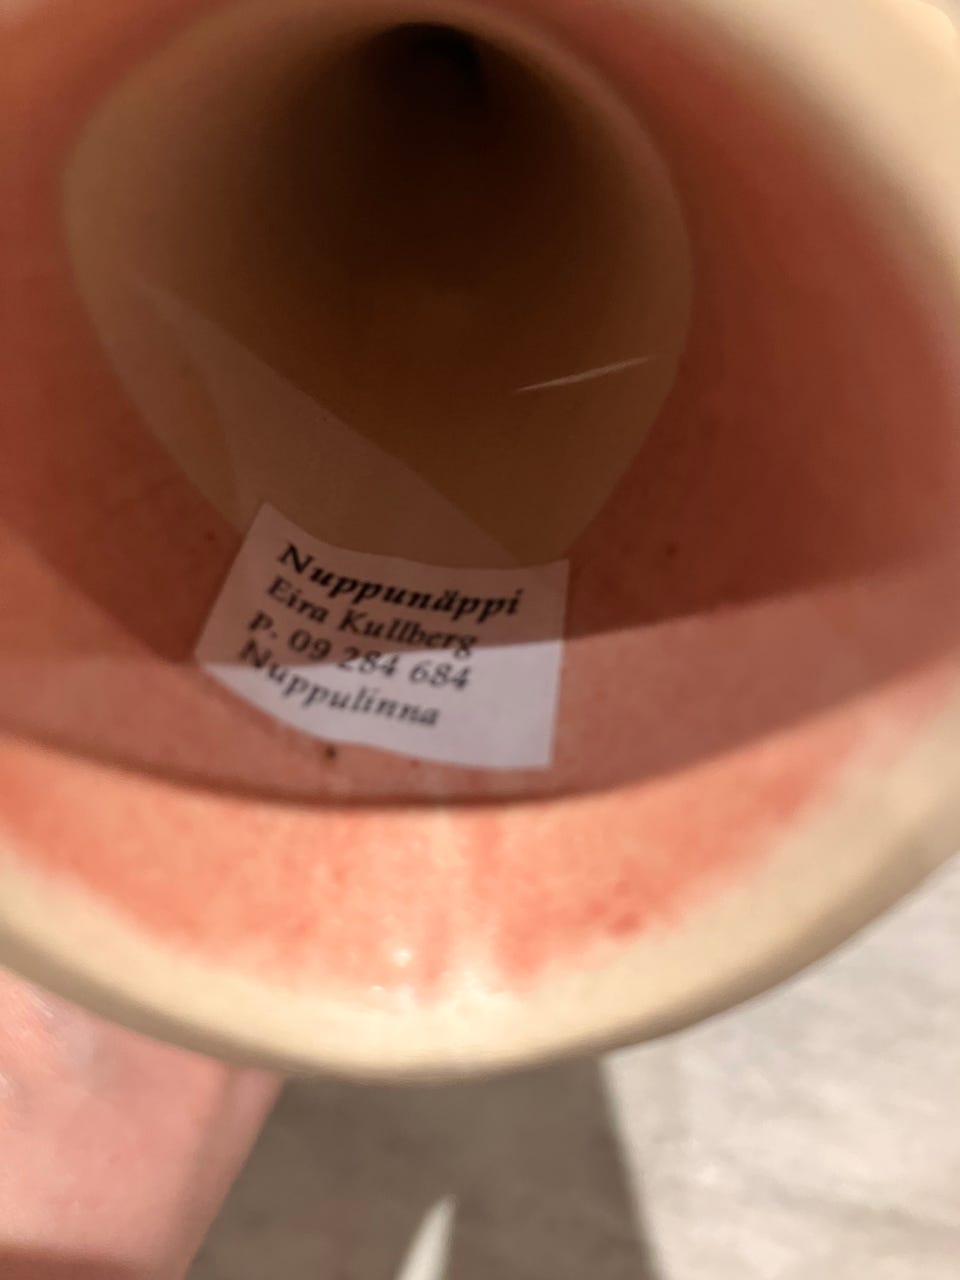 Nuppunäppi
Eira Kullberg
p. 09 284 684
Nuppulinna